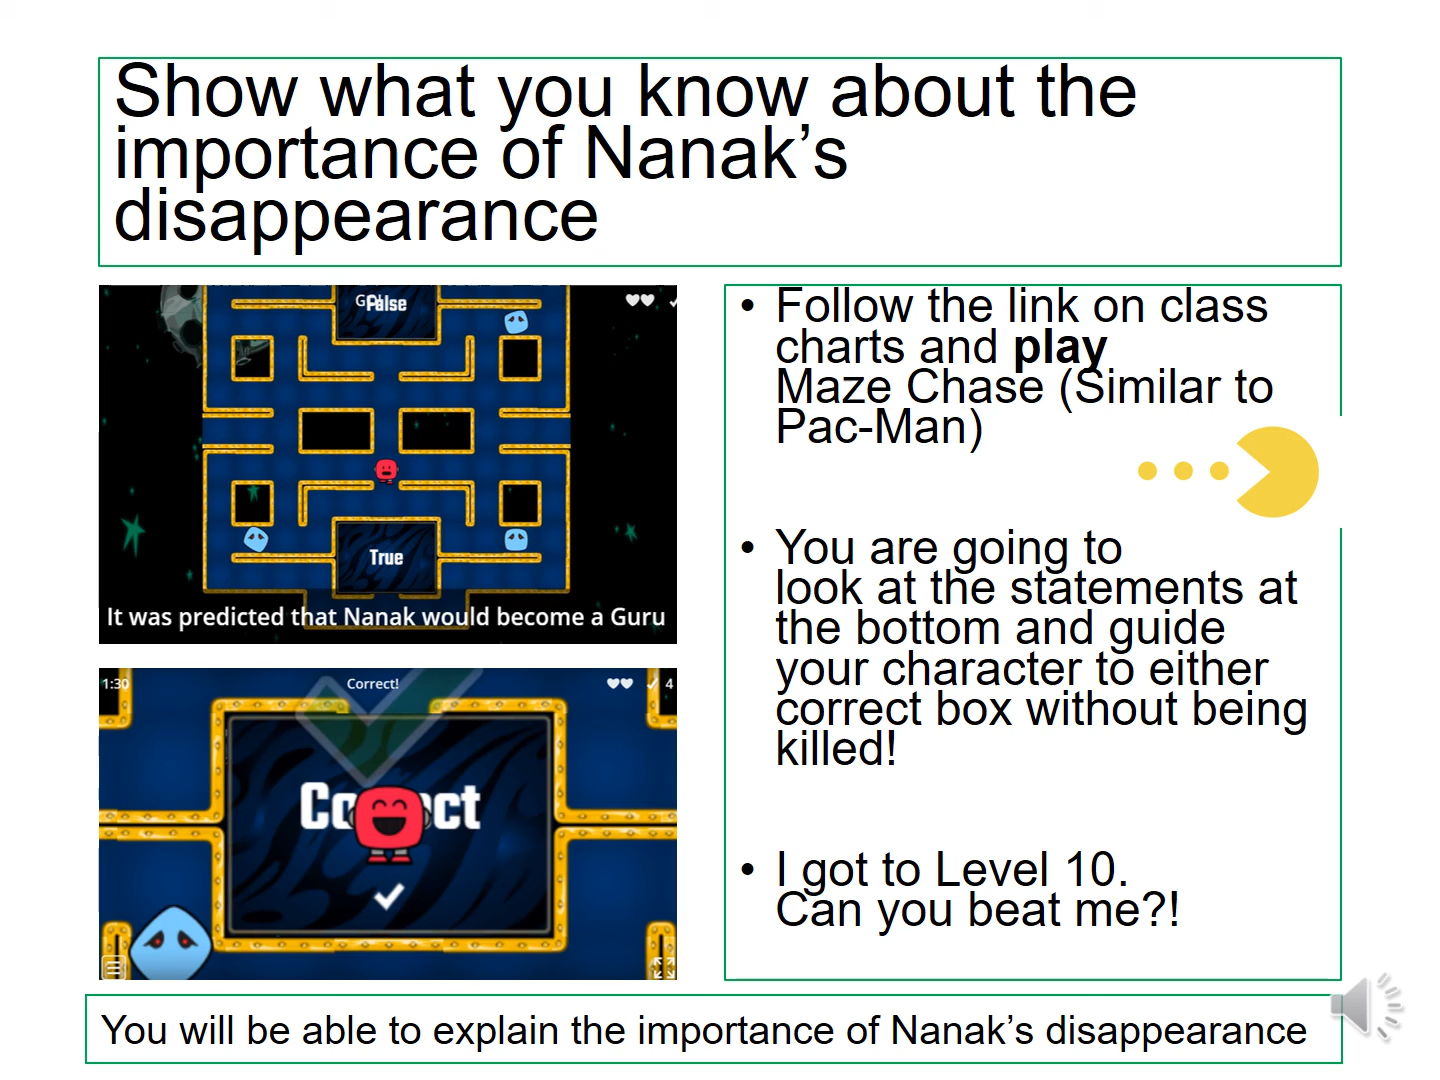 Show what you know about the
importance of Nanak’s
disappearance
False
True
It was predicted that Nanak would become a Guru
1:30
Correct!
4
• Follow the link on class
charts and play
Maze Chase (Similar to
Pac-Man)
• You are going to
look at the statements at
the bottom and guide
your character to either
correct box without being
killed!
• I got to Level 10.
Can you beat me?!
You will be able to explain the importance of Nanak’s disappearance